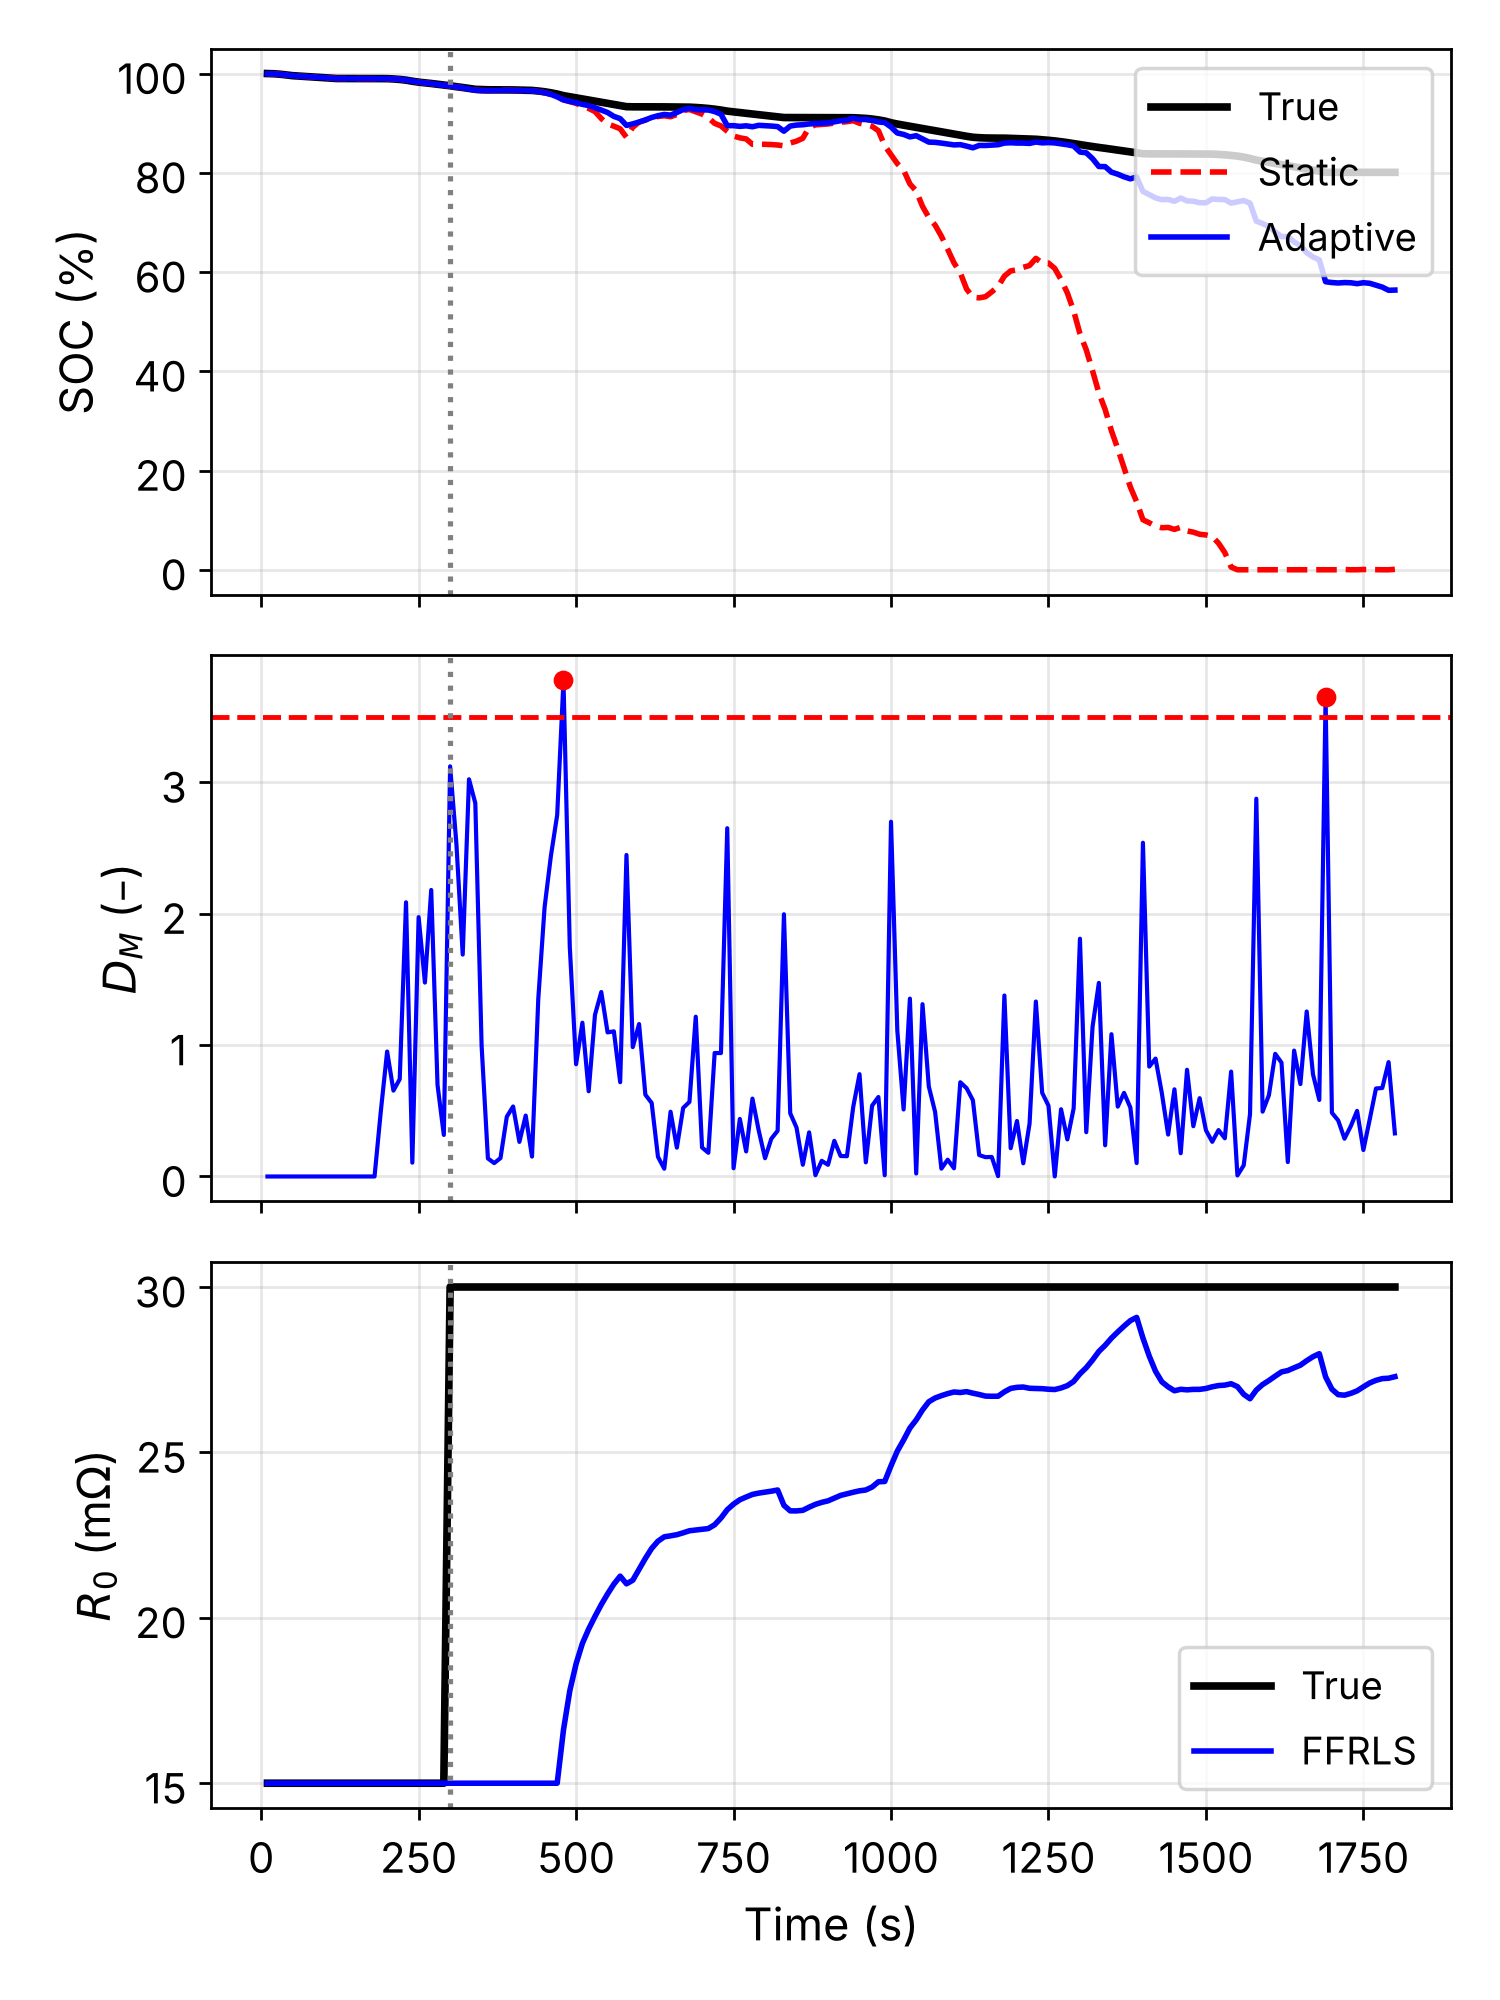 100
80
60
40
20
0
SOC (%)
True
Static
Adaptive
3
2
1
0
D_M (–)
30
25
20
15
R_0 (mΩ)
True
FFRLS
0 250 500 750 1000 1250 1500 1750
Time (s)